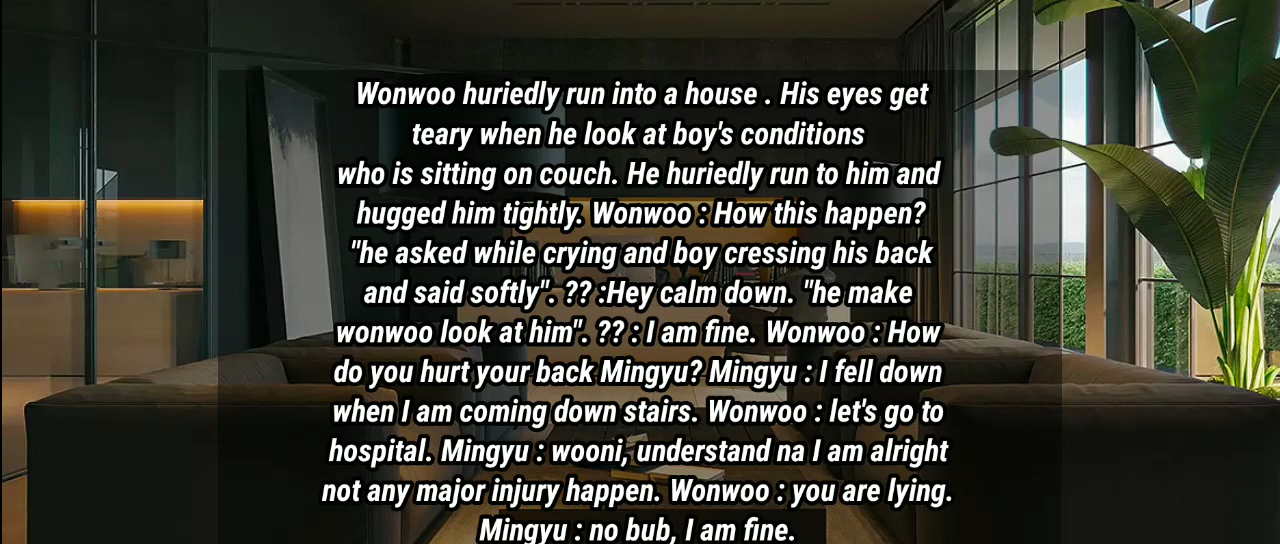 Wonwoo huriedly run into a house . His eyes get
teary when he look at boy's conditions
who is sitting on couch. He huriedly run to him and
hugged him tightly. Wonwoo : How this happen?
"he asked while crying and boy cressing his back
and said softly". ?? :Hey calm down. "he make
wonwoo look at him". ?? : I am fine. Wonwoo : How
do you hurt your back Mingyu? Mingyu : I fell down
when I am coming down stairs. Wonwoo : let's go to
hospital. Mingyu : wooni, understand na I am alright
not any major injury happen. Wonwoo : you are lying.
Mingyu : no bub, I am fine.